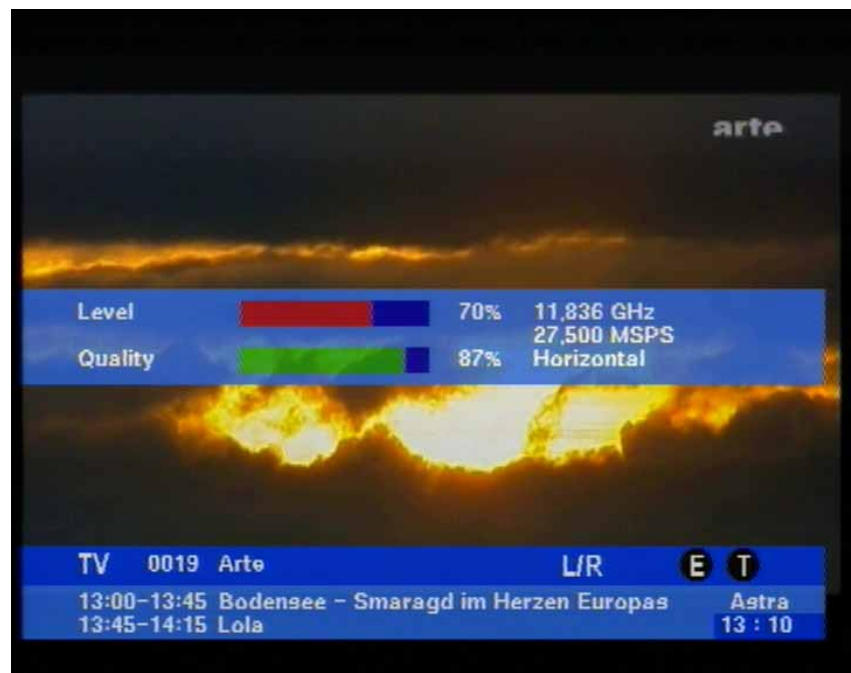 arte
Level 70% 11,836 GHz
27,500 MSPS
Quality 87% Horizontal
TV 0019 Arte L/R E T
13:00-13:45 Bodensee - Smaragd im Herzen Europas Astra
13:45-14:15 Lola 13 : 10